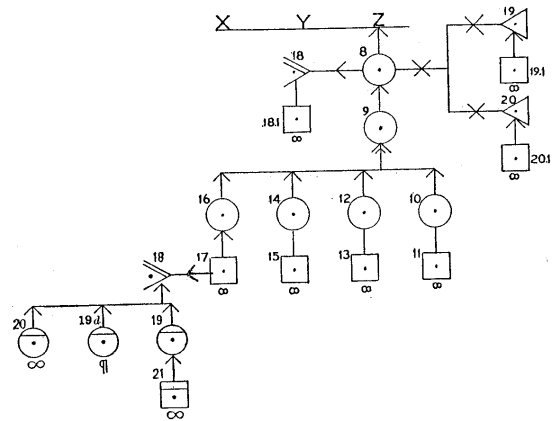 X Y Z
18 8 19
∞ 19.1
18.1 9 20
∞ ∞ 20.1
∞
16 14 12 10
18 17 15 13 11
∞ ∞ ∞ ∞
20 19d 19
∞ ¶ 21
∞